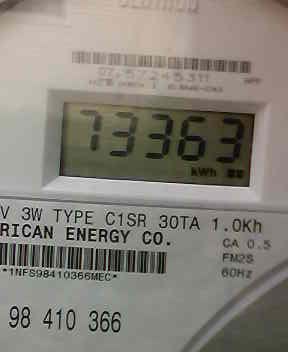 73363
kWh
V 3W TYPE C1SR 30TA 1.0Kh
RICAN ENERGY CO.
CA 0.5
FM2S
60Hz
*1NFS98410366MEC*
98 410 366